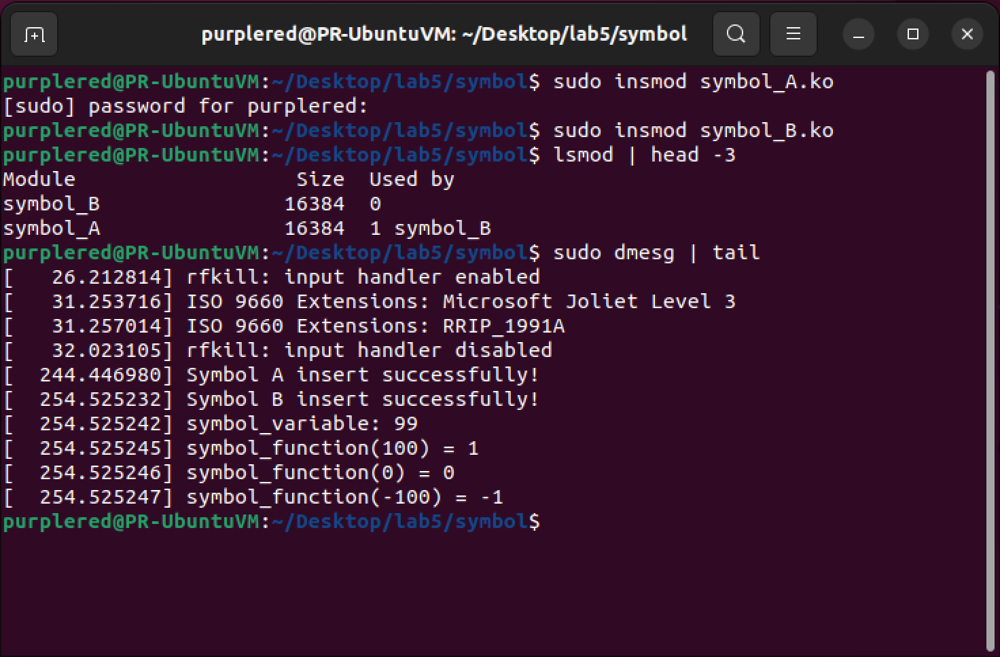 purplered@PR-UbuntuVM: ~/Desktop/lab5/symbol
purplered@PR-UbuntuVM:~/Desktop/lab5/symbol$ sudo insmod symbol_A.ko
[sudo] password for purplered:
purplered@PR-UbuntuVM:~/Desktop/lab5/symbol$ sudo insmod symbol_B.ko
purplered@PR-UbuntuVM:~/Desktop/lab5/symbol$ lsmod | head -3
Module                  Size  Used by
symbol_B               16384  0
symbol_A               16384  1 symbol_B
purplered@PR-UbuntuVM:~/Desktop/lab5/symbol$ sudo dmesg | tail
[   26.212814] rfkill: input handler enabled
[   31.253716] ISO 9660 Extensions: Microsoft Joliet Level 3
[   31.257014] ISO 9660 Extensions: RRIP_1991A
[   32.023105] rfkill: input handler disabled
[  244.446980] Symbol A insert successfully!
[  254.525232] Symbol B insert successfully!
[  254.525242] symbol_variable: 99
[  254.525245] symbol_function(100) = 1
[  254.525246] symbol_function(0) = 0
[  254.525247] symbol_function(-100) = -1
purplered@PR-UbuntuVM:~/Desktop/lab5/symbol$